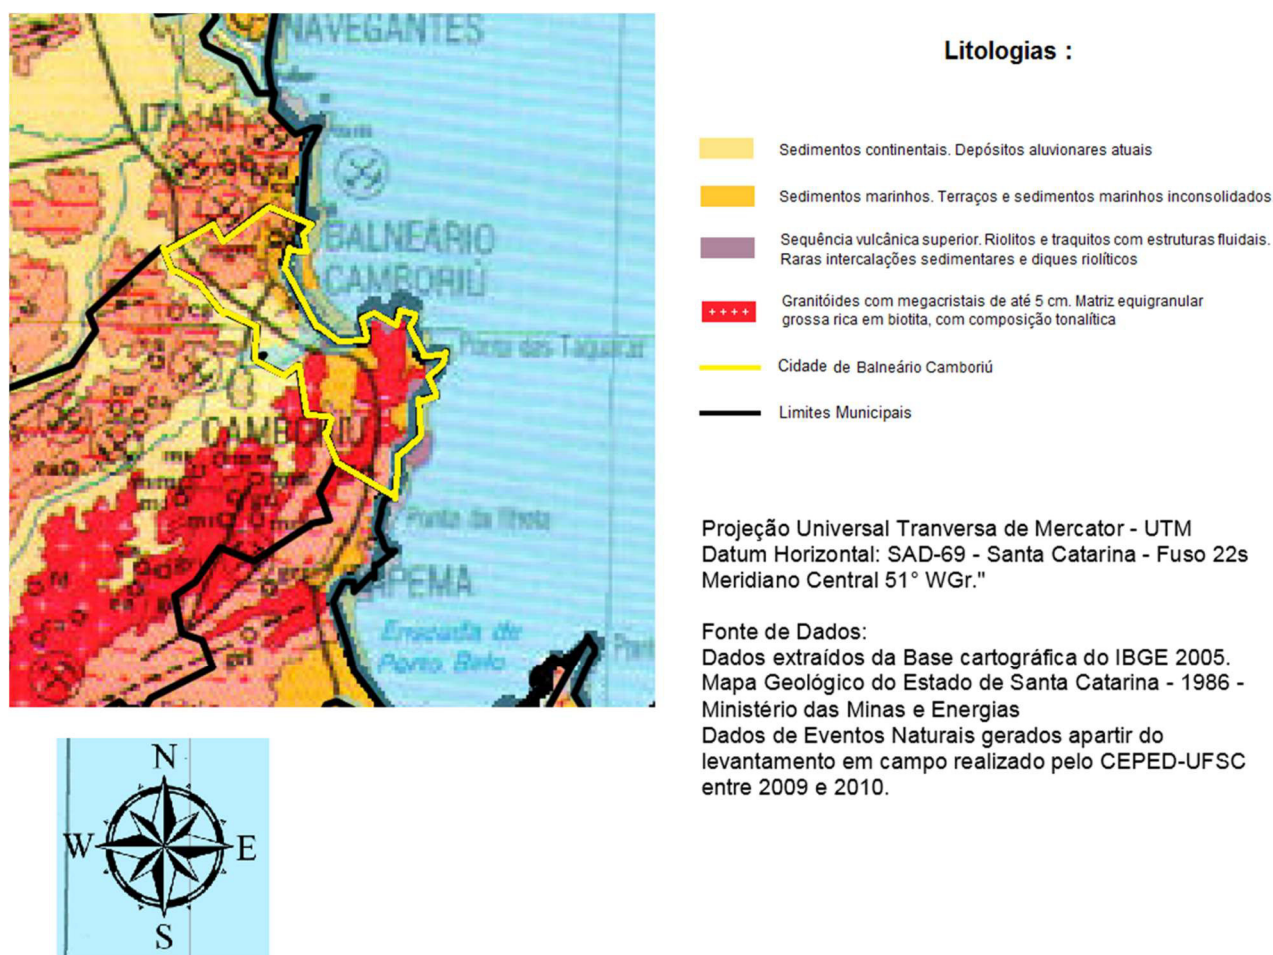 NAVEGANTES
ITAJAÍ
BALNEÁRIO
CAMBORIÚ
Ponta das Taquaras
CAMBORIÚ
Ponta da Ilhota
ITAPEMA
Enseada de
Porto Belo
N
W
E
S
Litologias :
Sedimentos continentais. Depósitos aluvionares atuais
Sedimentos marinhos. Terraços e sedimentos marinhos inconsolidados
Sequência vulcânica superior. Riolitos e traquitos com estruturas fluidais.
Raras intercalações sedimentares e diques riolíticos
Granitóides com megacristais de até 5 cm. Matriz equigranular
grossa rica em biotita, com composição tonalítica
Cidade de Balneário Camboriú
Limites Municipais
Projeção Universal Tranversa de Mercator - UTM
Datum Horizontal: SAD-69 - Santa Catarina - Fuso 22s
Meridiano Central 51° WGr."
Fonte de Dados:
Dados extraídos da Base cartográfica do IBGE 2005.
Mapa Geológico do Estado de Santa Catarina - 1986 -
Ministério das Minas e Energias
Dados de Eventos Naturais gerados apartir do
levantamento em campo realizado pelo CEPED-UFSC
entre 2009 e 2010.